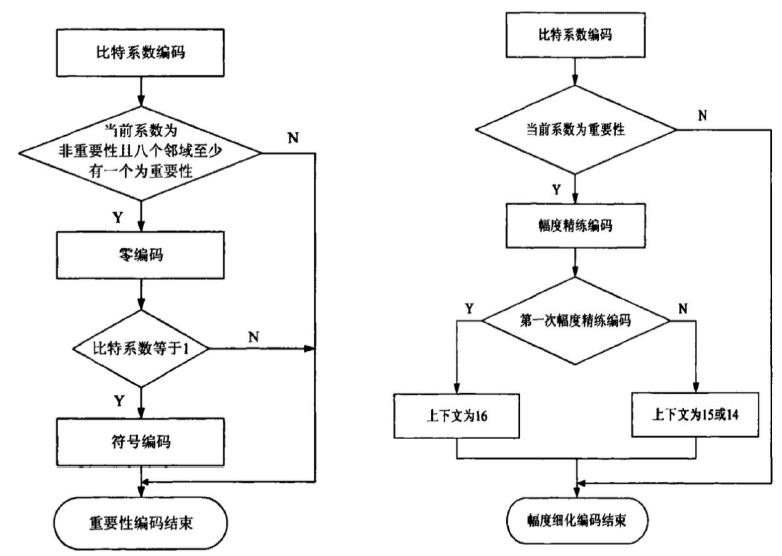 比特系数编码
当前系数为
非重要性且八个邻域至少
有一个为重要性
N
Y
零编码
比特系数等于1
N
Y
符号编码
重要性编码结束
比特系数编码
当前系数为重要性
N
Y
幅度精练编码
Y
第一次幅度精练编码
N
上下文为16
上下文为15或14
幅度细化编码结束